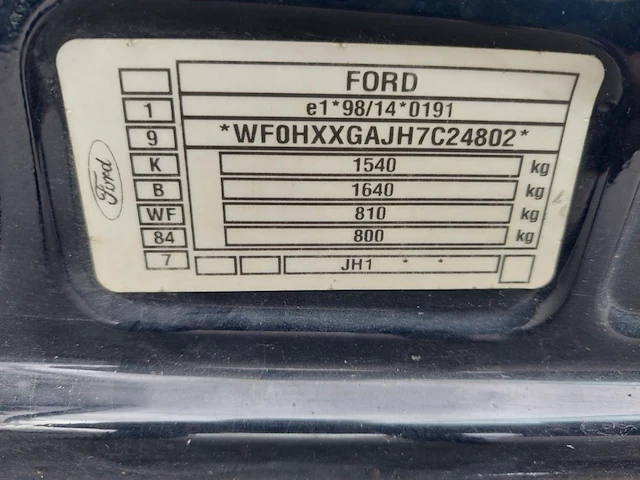 FORD
1 e1*98/14*0191
9 *WF0HXXGAJH7C24802*
K 1540 kg
B 1640 kg
WF 810 kg
84 800 kg
7 JH1 * *
Ford